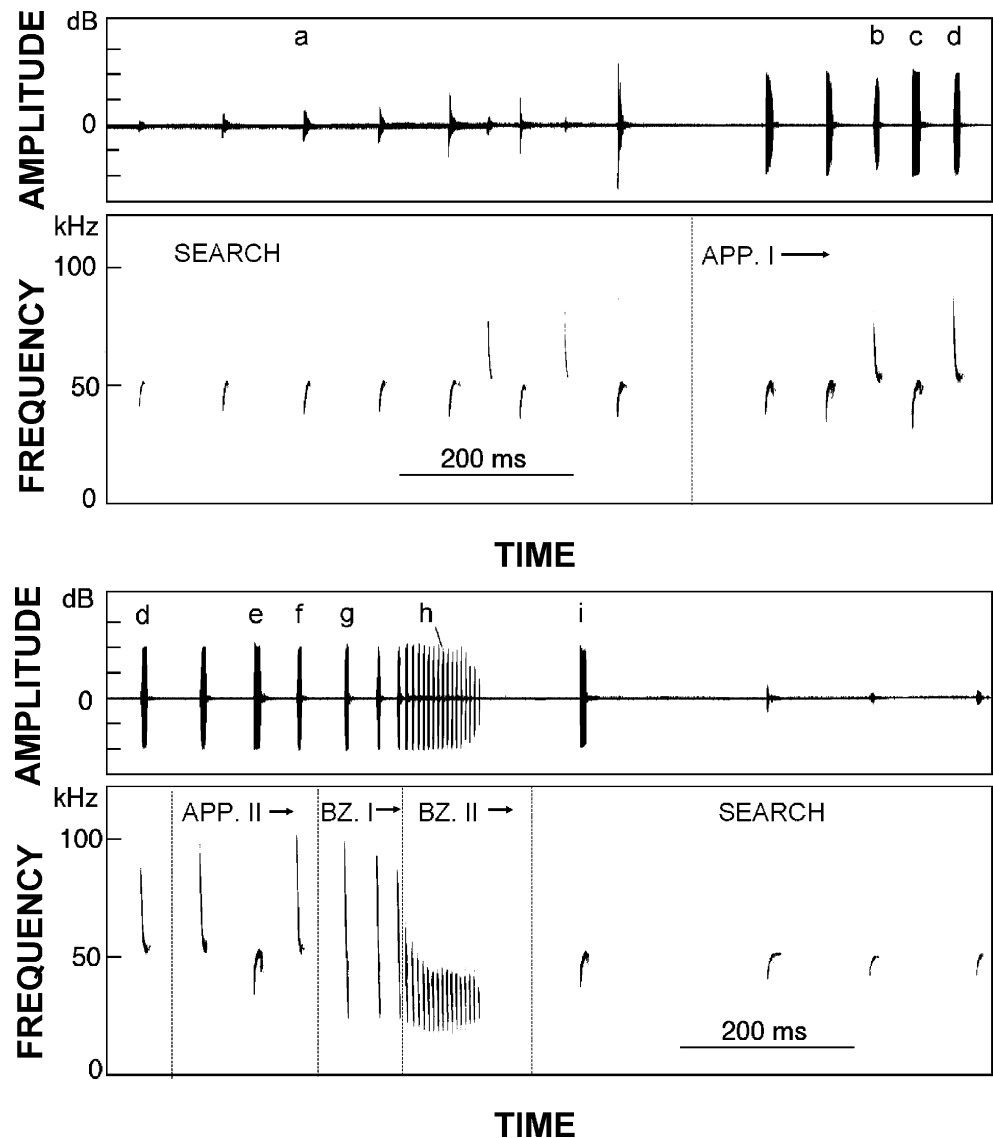 dB
a b c d
0
AMPLITUDE
kHz
SEARCH APP. I
100
50
200 ms
0
FREQUENCY
TIME
dB
d e f g h i
0
AMPLITUDE
kHz
APP. II BZ. I BZ. II SEARCH
100
50
200 ms
0
FREQUENCY
TIME